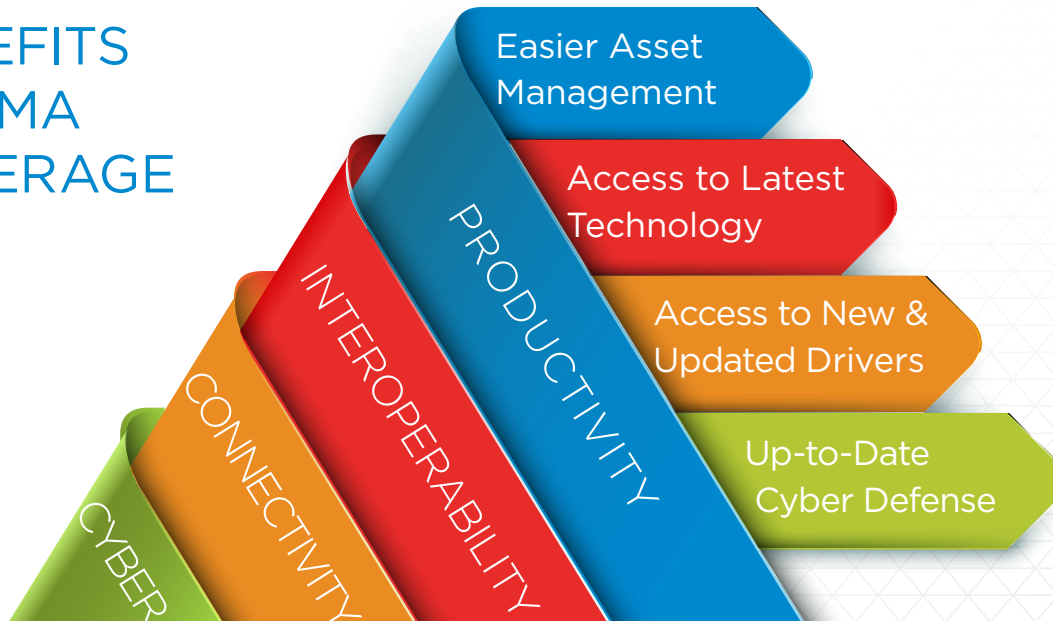 EFITS
MA
ERAGE
Easier Asset
Management
Access to Latest
Technology
Access to New &
Updated Drivers
Up-to-Date
Cyber Defense
PRODUCTIVITY
INTEROPERABILITY
CONNECTIVITY
CYBER